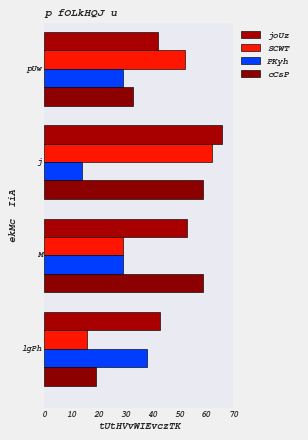 p fOLkHQJ u
joUz
SCWT
PKyh
cCsP
pUw
j
M
lgPh
ekMc IiA
0 10 20 30 40 50 60 70
tUtHVvWIEvczTK